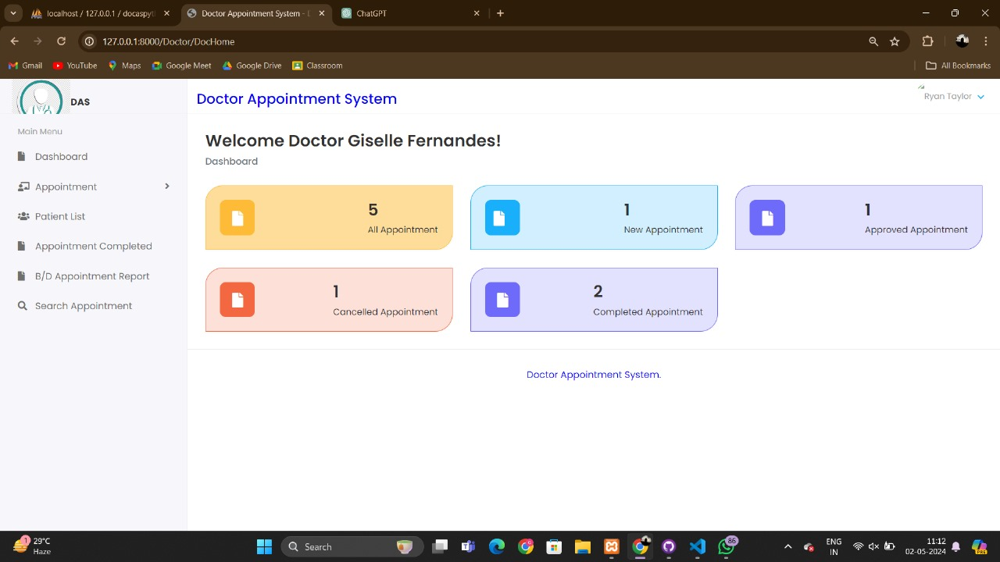 localhost / 127.0.0.1 / docaspyt
Doctor Appointment System - D
ChatGPT
127.0.0.1:8000/Doctor/DocHome
Gmail
YouTube
Maps
Google Meet
Google Drive
Classroom
All Bookmarks
DAS
Doctor Appointment System
Ryan Taylor
Main Menu
Dashboard
Appointment
Patient List
Appointment Completed
B/D Appointment Report
Search Appointment
Welcome Doctor Giselle Fernandes!
Dashboard
5
All Appointment
1
New Appointment
1
Approved Appointment
1
Cancelled Appointment
2
Completed Appointment
Doctor Appointment System.
1
29°C
Haze
Search
86
ENG
IN
11:12
02-05-2024
PRE